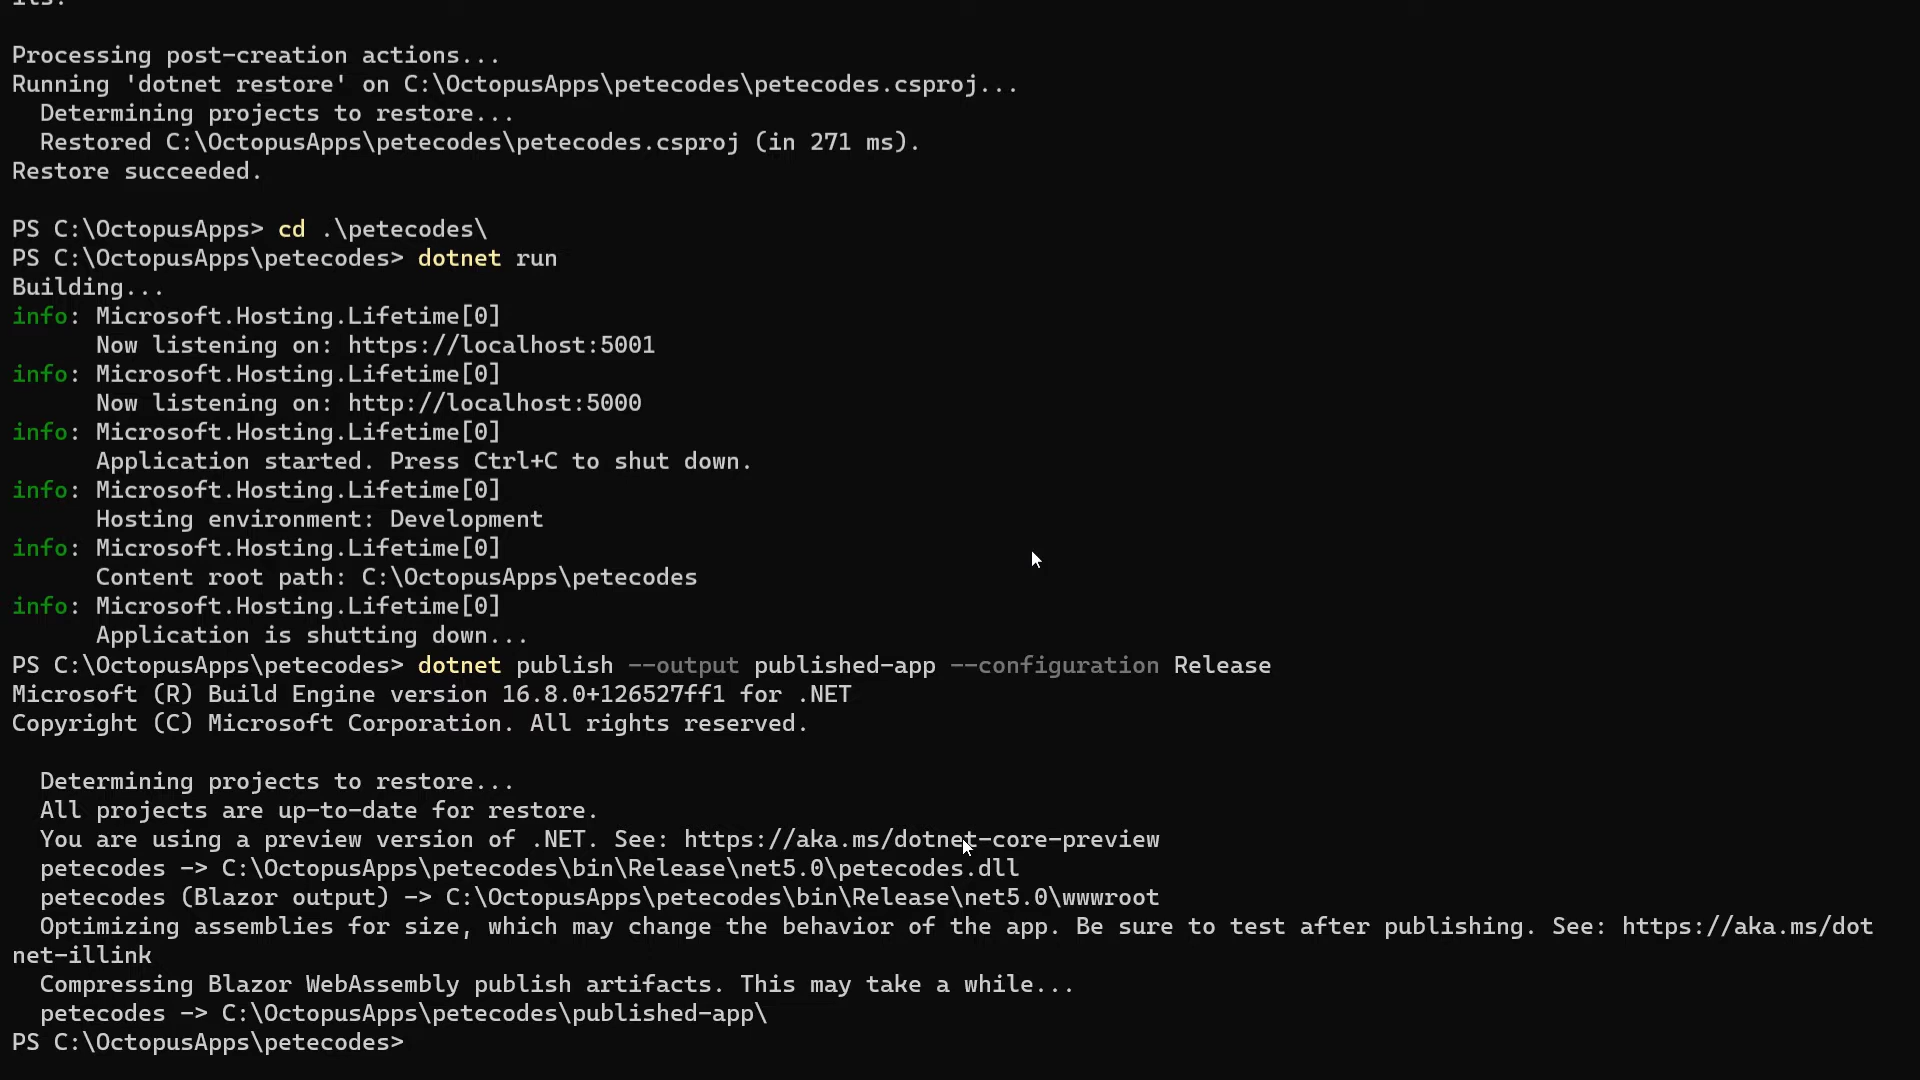 its.
Processing post-creation actions...
Running 'dotnet restore' on C:\OctopusApps\petecodes\petecodes.csproj...
  Determining projects to restore...
  Restored C:\OctopusApps\petecodes\petecodes.csproj (in 271 ms).
Restore succeeded.

PS C:\OctopusApps> cd .\petecodes\
PS C:\OctopusApps\petecodes> dotnet run
Building...
info: Microsoft.Hosting.Lifetime[0]
      Now listening on: https://localhost:5001
info: Microsoft.Hosting.Lifetime[0]
      Now listening on: http://localhost:5000
info: Microsoft.Hosting.Lifetime[0]
      Application started. Press Ctrl+C to shut down.
info: Microsoft.Hosting.Lifetime[0]
      Hosting environment: Development
info: Microsoft.Hosting.Lifetime[0]
      Content root path: C:\OctopusApps\petecodes
info: Microsoft.Hosting.Lifetime[0]
      Application is shutting down...
PS C:\OctopusApps\petecodes> dotnet publish --output published-app --configuration Release
Microsoft (R) Build Engine version 16.8.0+126527ff1 for .NET
Copyright (C) Microsoft Corporation. All rights reserved.

  Determining projects to restore...
  All projects are up-to-date for restore.
  You are using a preview version of .NET. See: https://aka.ms/dotnet-core-preview
  petecodes -> C:\OctopusApps\petecodes\bin\Release\net5.0\petecodes.dll
  petecodes (Blazor output) -> C:\OctopusApps\petecodes\bin\Release\net5.0\wwwroot
  Optimizing assemblies for size, which may change the behavior of the app. Be sure to test after publishing. See: https://aka.ms/dot
net-illink
  Compressing Blazor WebAssembly publish artifacts. This may take a while...
  petecodes -> C:\OctopusApps\petecodes\published-app\
PS C:\OctopusApps\petecodes>